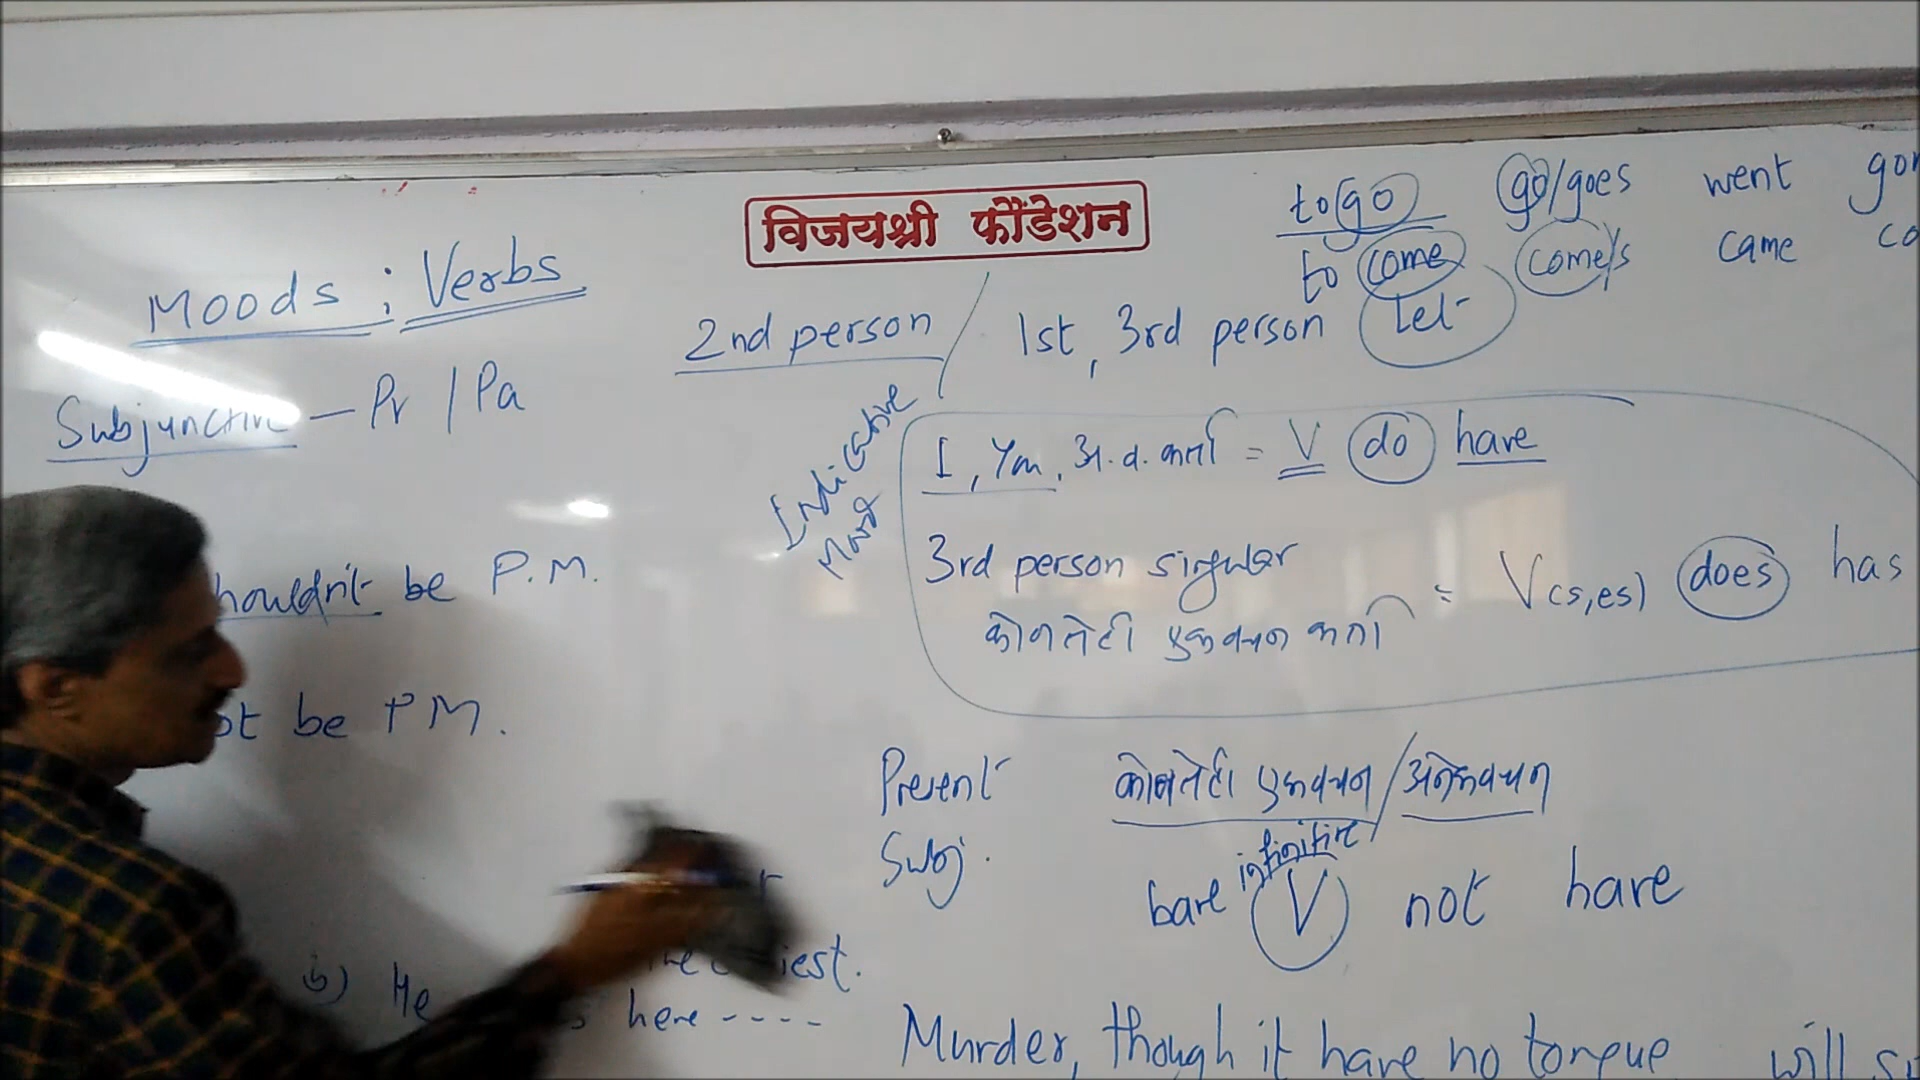 विजयश्री फौंडेशन
Moods ; Verbs
Subjunctive — Pr / Pa
houldn't be P.M.
ot be PM.
b) He
iest.
here ----
to go go/goes went gon
to come come/s came co
2nd person / 1st, 3rd person Let
Indicative Mood
I, You, अ.व. कर्ता = V do have
3rd person singular = V(s,es) does has
कोणतेही एकवचन कर्ता
Present कोणतेही एकवचन/अनेकवचन
Subj. bare infinitive V not have
Murder, though it have no tongue will